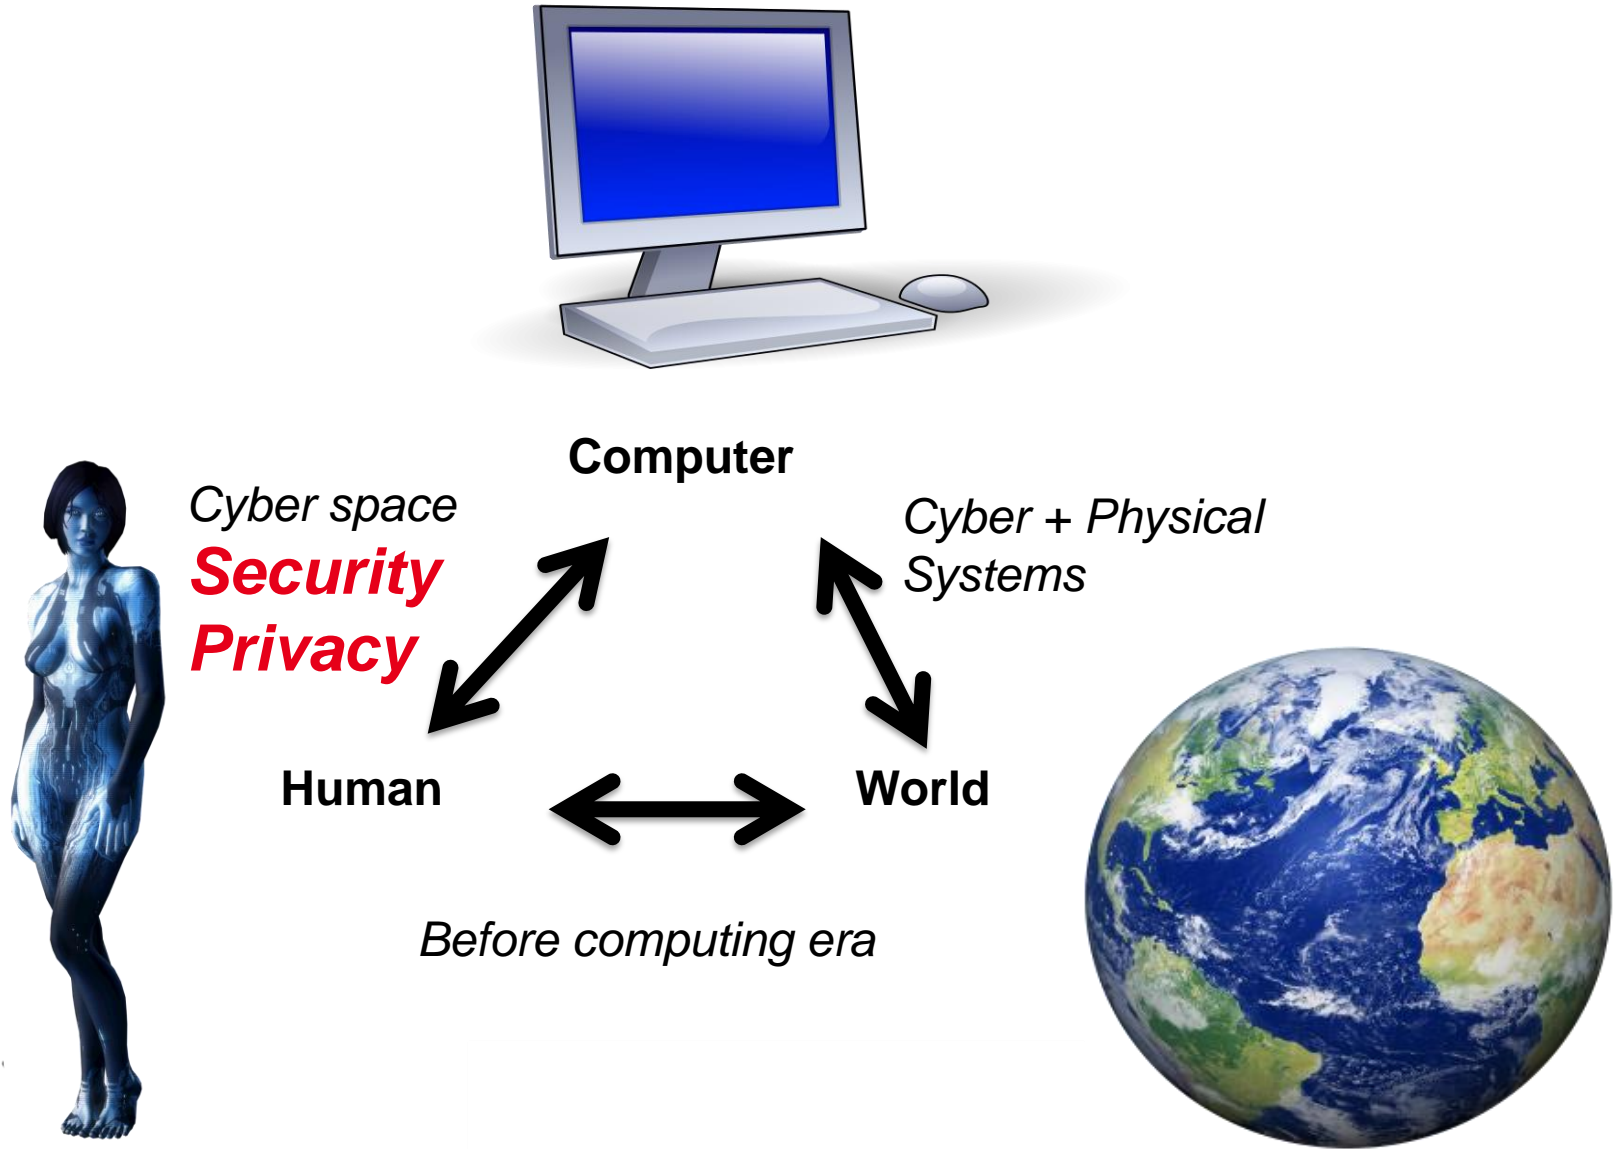 Computer
Cyber space
Security
Privacy
Cyber + Physical
Systems
Human
World
Before computing era